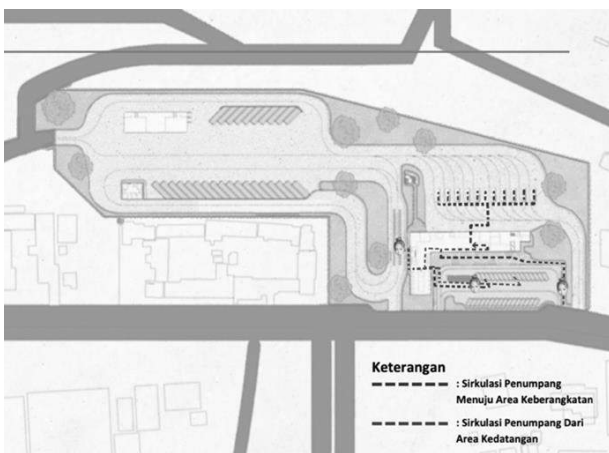 Keterangan
: Sirkulasi Penumpang
Menuju Area Keberangkatan
: Sirkulasi Penumpang Dari
Area Kedatangan